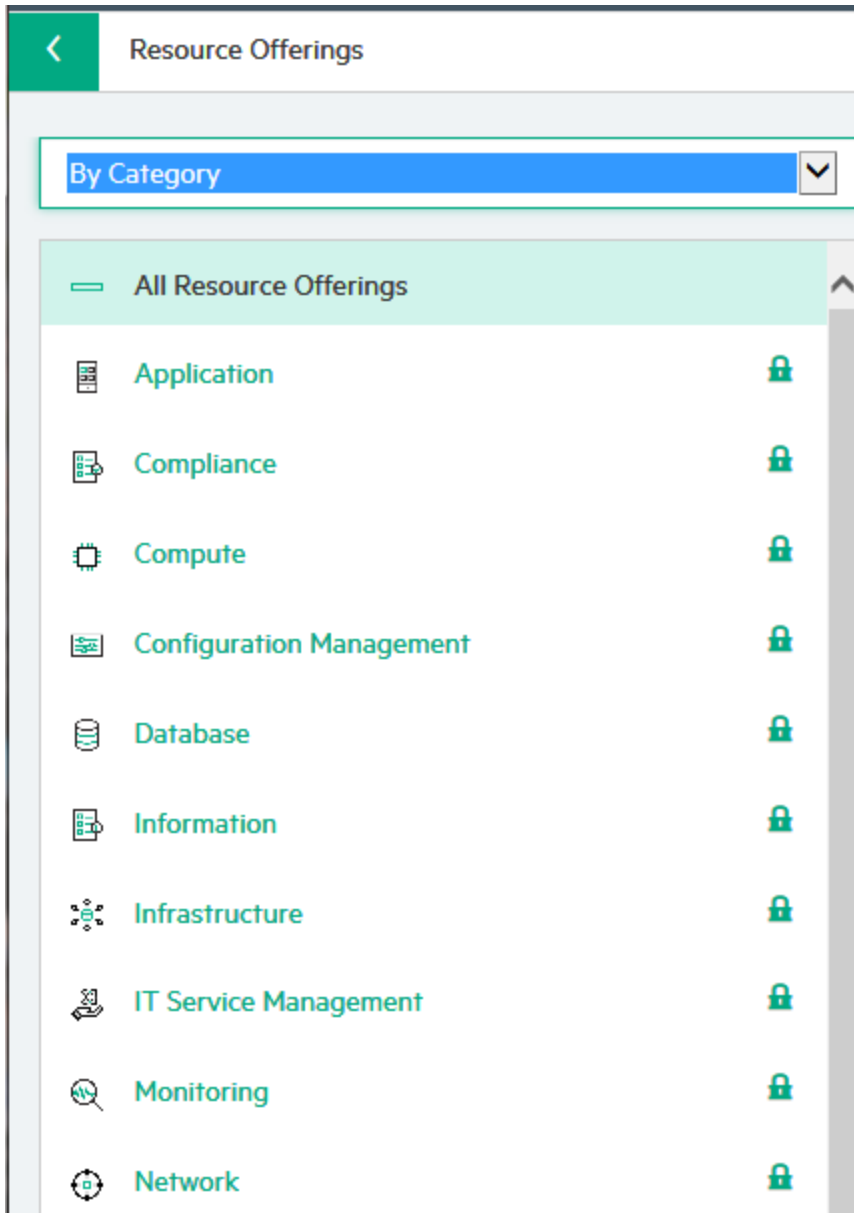 Resource Offerings
By Category
All Resource Offerings
Application
Compliance
Compute
Configuration Management
Database
Information
Infrastructure
IT Service Management
Monitoring
Network